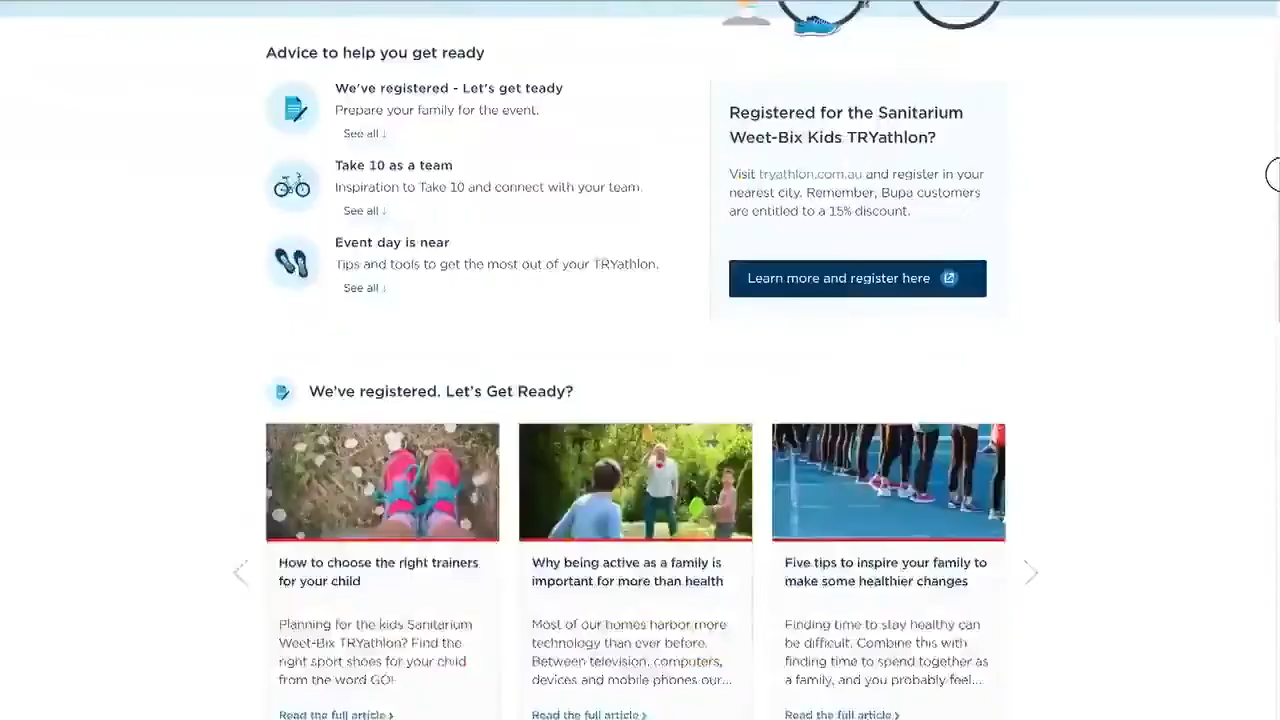 Advice to help you get ready
We've registered - Let's get teady
Prepare your family for the event.
See all ↓
Take 10 as a team
Inspiration to Take 10 and connect with your team.
See all ↓
Event day is near
Tips and tools to get the most out of your TRYathlon.
See all ↓
Registered for the Sanitarium
Weet-Bix Kids TRYathlon?
Visit tryathlon.com.au and register in your
nearest city. Remember, Bupa customers
are entitled to a 15% discount.
Learn more and register here
We've registered. Let's Get Ready?
How to choose the right trainers
for your child
Planning for the kids Sanitarium
Weet-Bix TRYathlon? Find the
right sport shoes for your child
from the word GO!
Read the full article ›
Why being active as a family is
important for more than health
Most of our homes harbor more
technology than ever before.
Between television, computers,
devices and mobile phones our...
Read the full article ›
Five tips to inspire your family to
make some healthier changes
Finding time to stay healthy can
be difficult. Combine this with
finding time to spend together as
a family, and you probably feel...
Read the full article ›